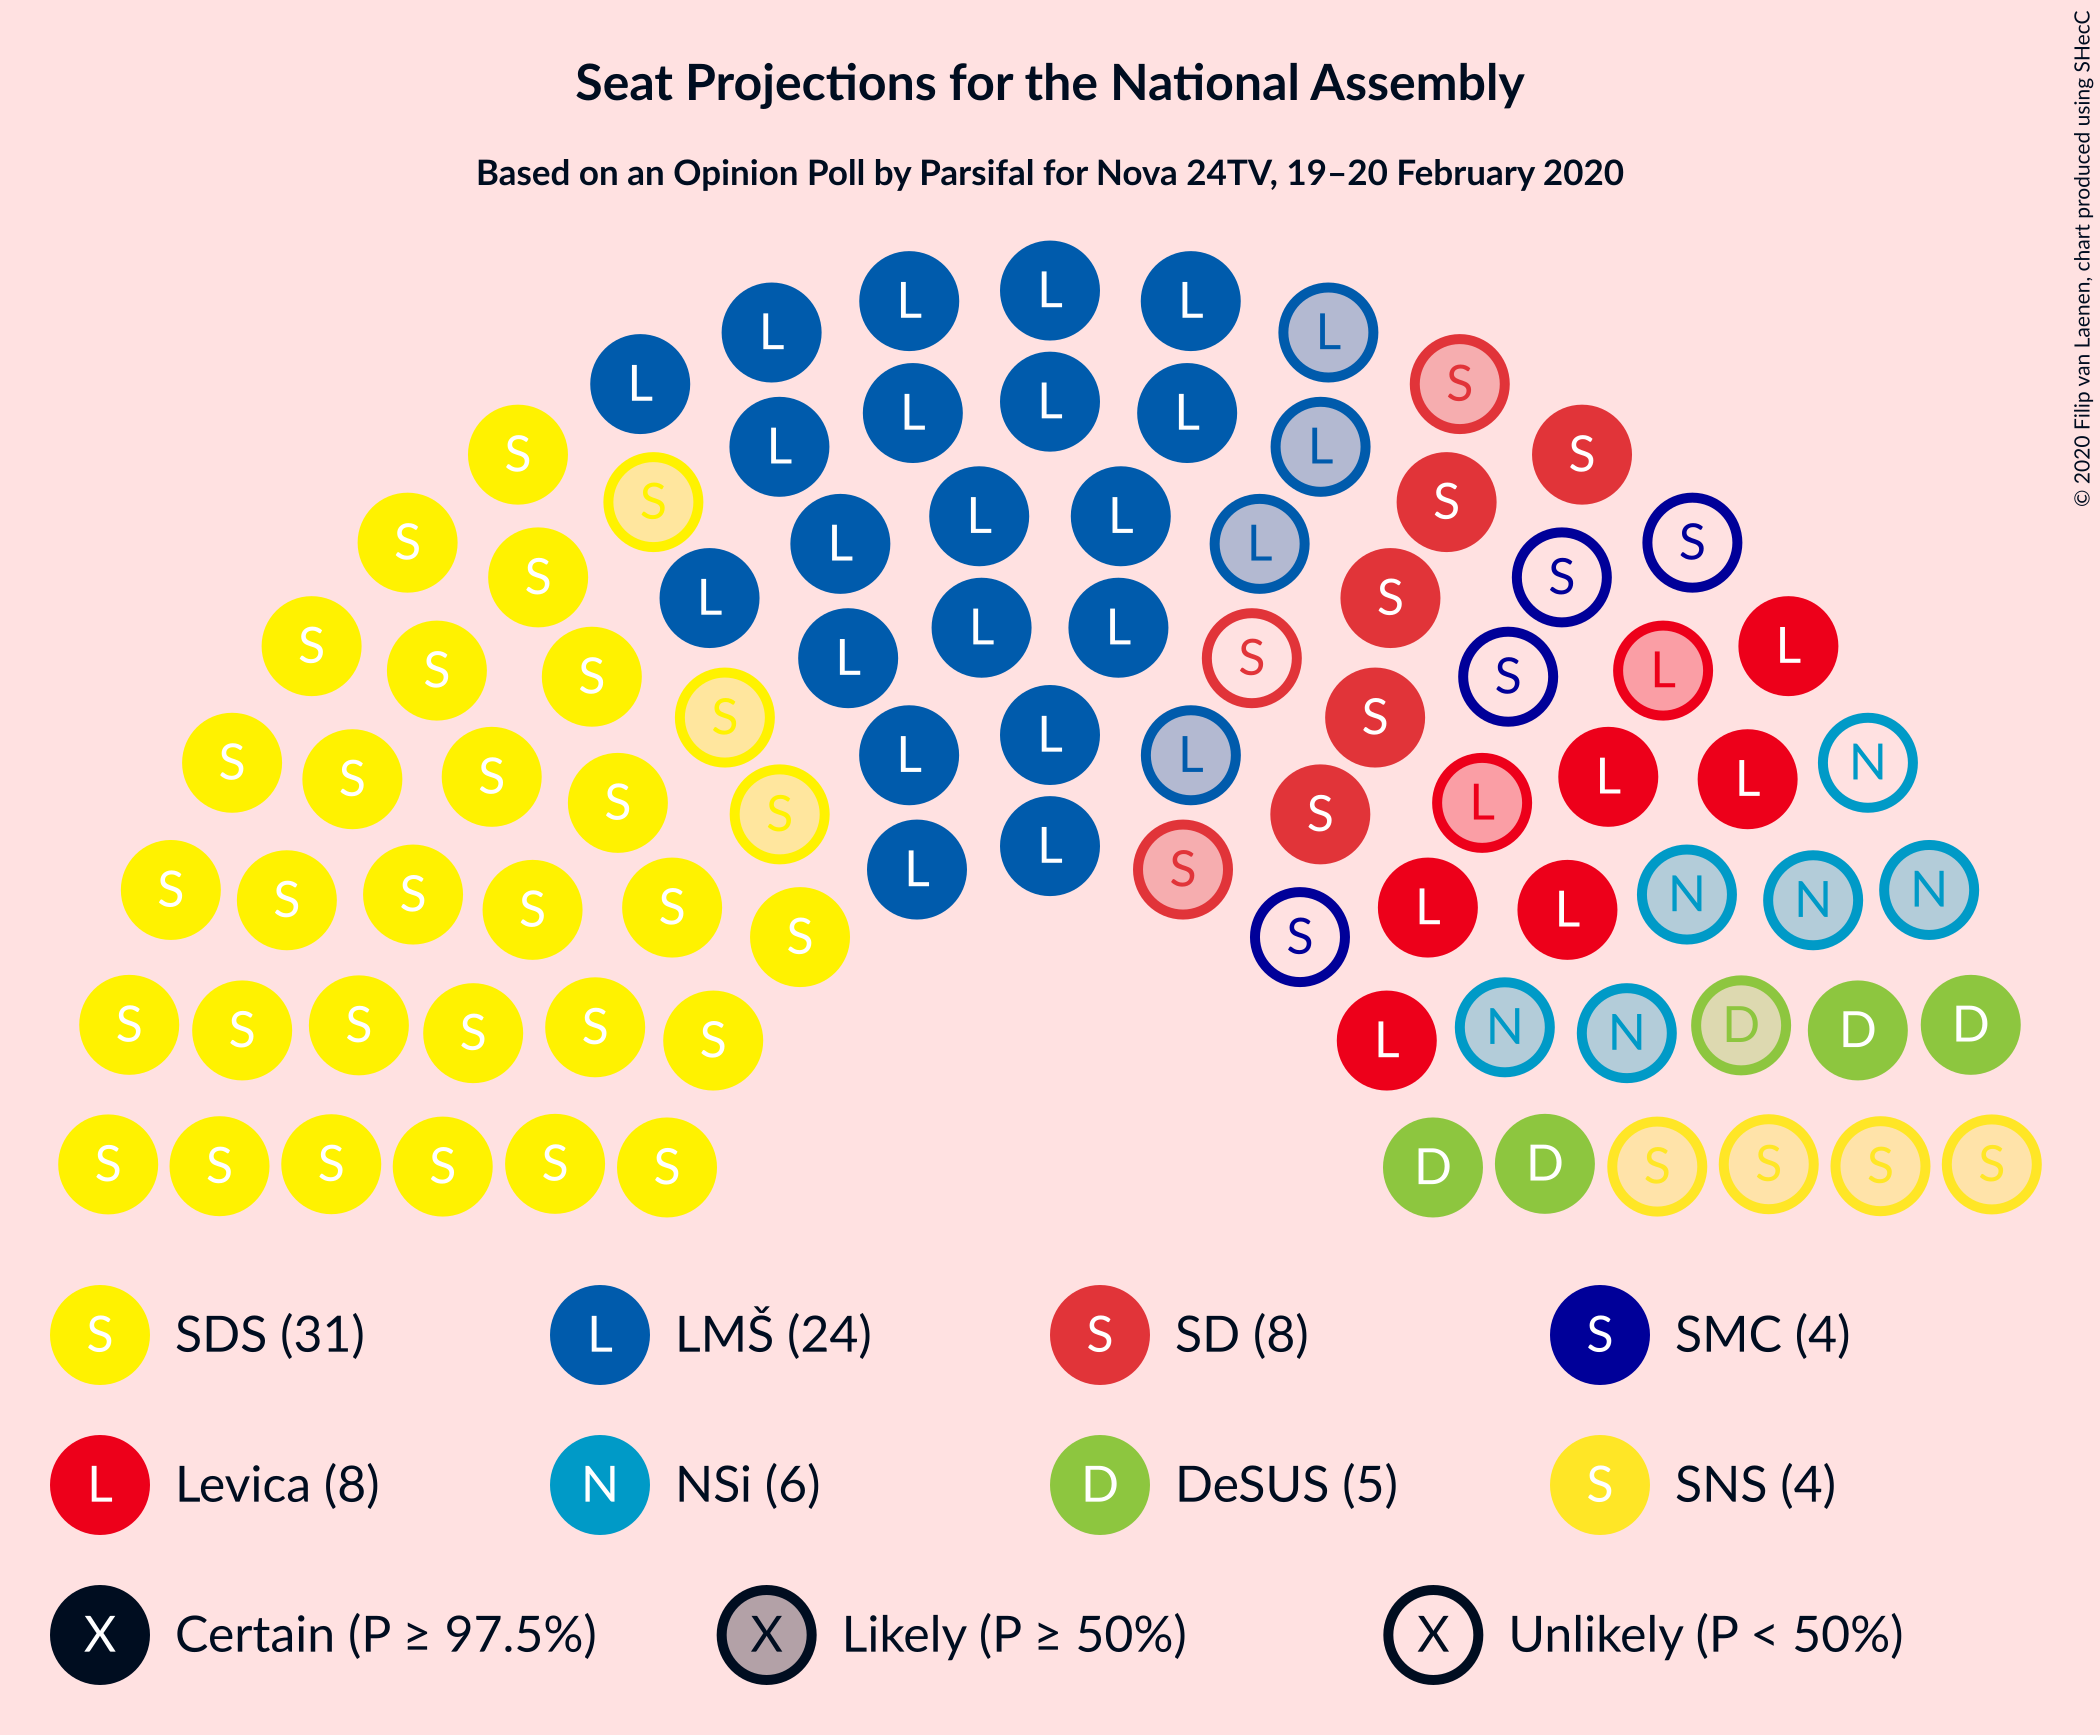 Seat Projections for the National Assembly
Based on an Opinion Poll by Parsifal for Nova 24TV, 19–20 February 2020
© 2020 Filip van Laenen, chart produced using SHecC
L L L L L
L L L S
S L L L L L S
S S L L L L S S
S S L L S S
S S L L L S S L L
S S S S L L L S L L N
S S S S S L L S S L
S S S S S S S L L N N N
S S S S S S L N N D D D
S S S S S S D D S S S S
S SDS (31) L LMŠ (24) S SD (8) S SMC (4)
L Levica (8) N NSi (6) D DeSUS (5) S SNS (4)
X Certain (P ≥ 97.5%) X Likely (P ≥ 50%) X Unlikely (P < 50%)